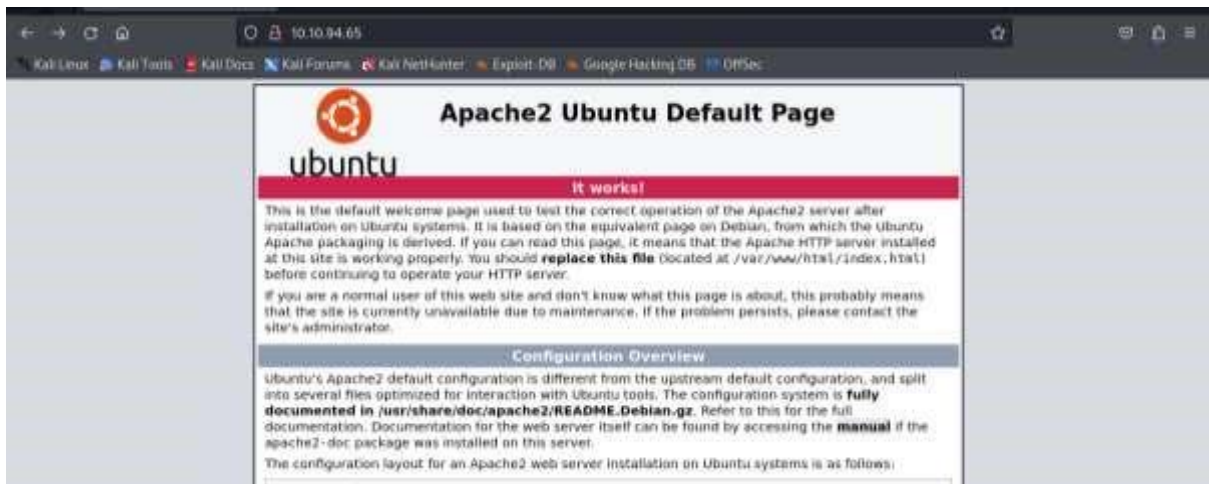 10.10.94.65
Kali Linux Kali Tools Kali Docs Kali Forums Kali NetHunter Exploit-DB Google Hacking DB OffSec
Apache2 Ubuntu Default Page
ubuntu
It works!
This is the default welcome page used to test the correct operation of the Apache2 server after
installation on Ubuntu systems. It is based on the equivalent page on Debian, from which the Ubuntu
Apache packaging is derived. If you can read this page, it means that the Apache HTTP server installed
at this site is working properly. You should replace this file (located at /var/www/html/index.html)
before continuing to operate your HTTP server.
If you are a normal user of this web site and don't know what this page is about, this probably means
that the site is currently unavailable due to maintenance. If the problem persists, please contact the
site's administrator.
Configuration Overview
Ubuntu's Apache2 default configuration is different from the upstream default configuration, and split
into several files optimized for interaction with Ubuntu tools. The configuration system is fully
documented in /usr/share/doc/apache2/README.Debian.gz. Refer to this for the full
documentation. Documentation for the web server itself can be found by accessing the manual if the
apache2-doc package was installed on this server.
The configuration layout for an Apache2 web server installation on Ubuntu systems is as follows: